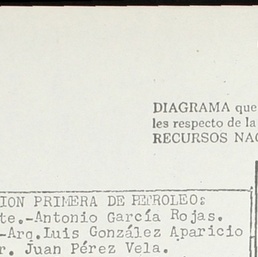 DIAGRAMA que
les respecto de la
RECURSOS NA
ION PRIMERA DE PETROLEO:
te.-Antonio García Rojas.
-Arq.Luis González Aparicio
r. Juan Pérez Vela.